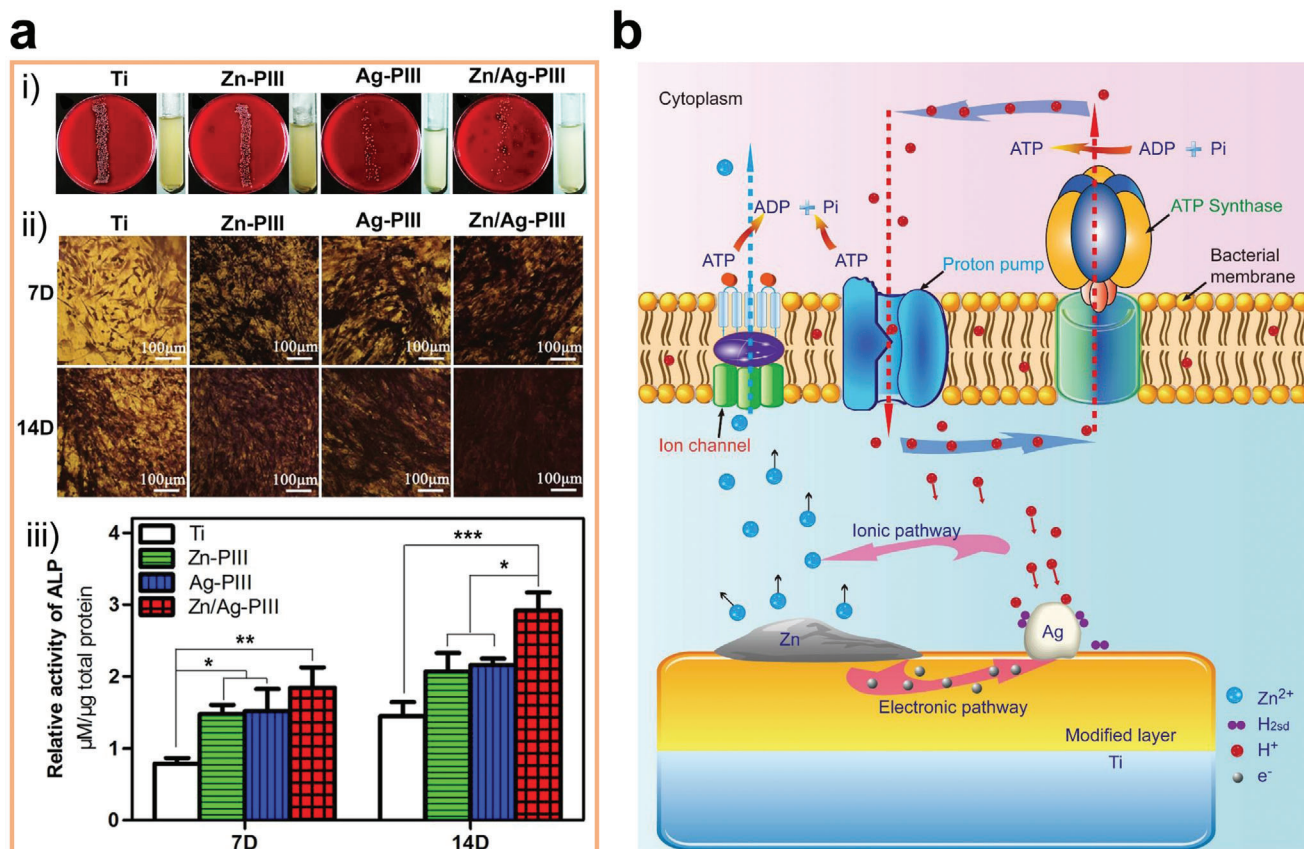 a
i)
Ti Zn-PIII Ag-PIII Zn/Ag-PIII
ii)
Ti Zn-PIII Ag-PIII Zn/Ag-PIII
7D
100μm 100μm 100μm 100μm
14D
100μm 100μm 100μm 100μm
iii)
Relative activity of ALP
μM/μg total protein
4
3
2
1
0
Ti
Zn-PIII
Ag-PIII
Zn/Ag-PIII
*
**
***
*
7D 14D
b
Cytoplasm
ATP ADP + Pi
ADP + Pi
ATP Synthase
ATP ATP
Proton pump
Bacterial
membrane
Ion channel
Ionic pathway
Zn
Ag
Electronic pathway
Modified layer
Ti
Zn²⁺
H₂sd
H⁺
e⁻